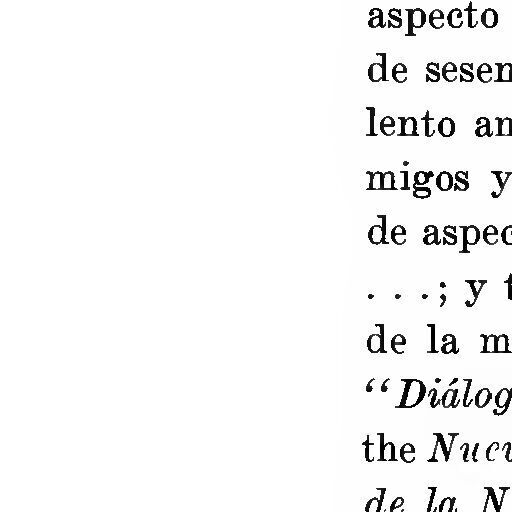 aspecto
de sesen
lento an
migos y
de aspec
. . .; y t
de la m
“Diálog
the Nuev
de la N